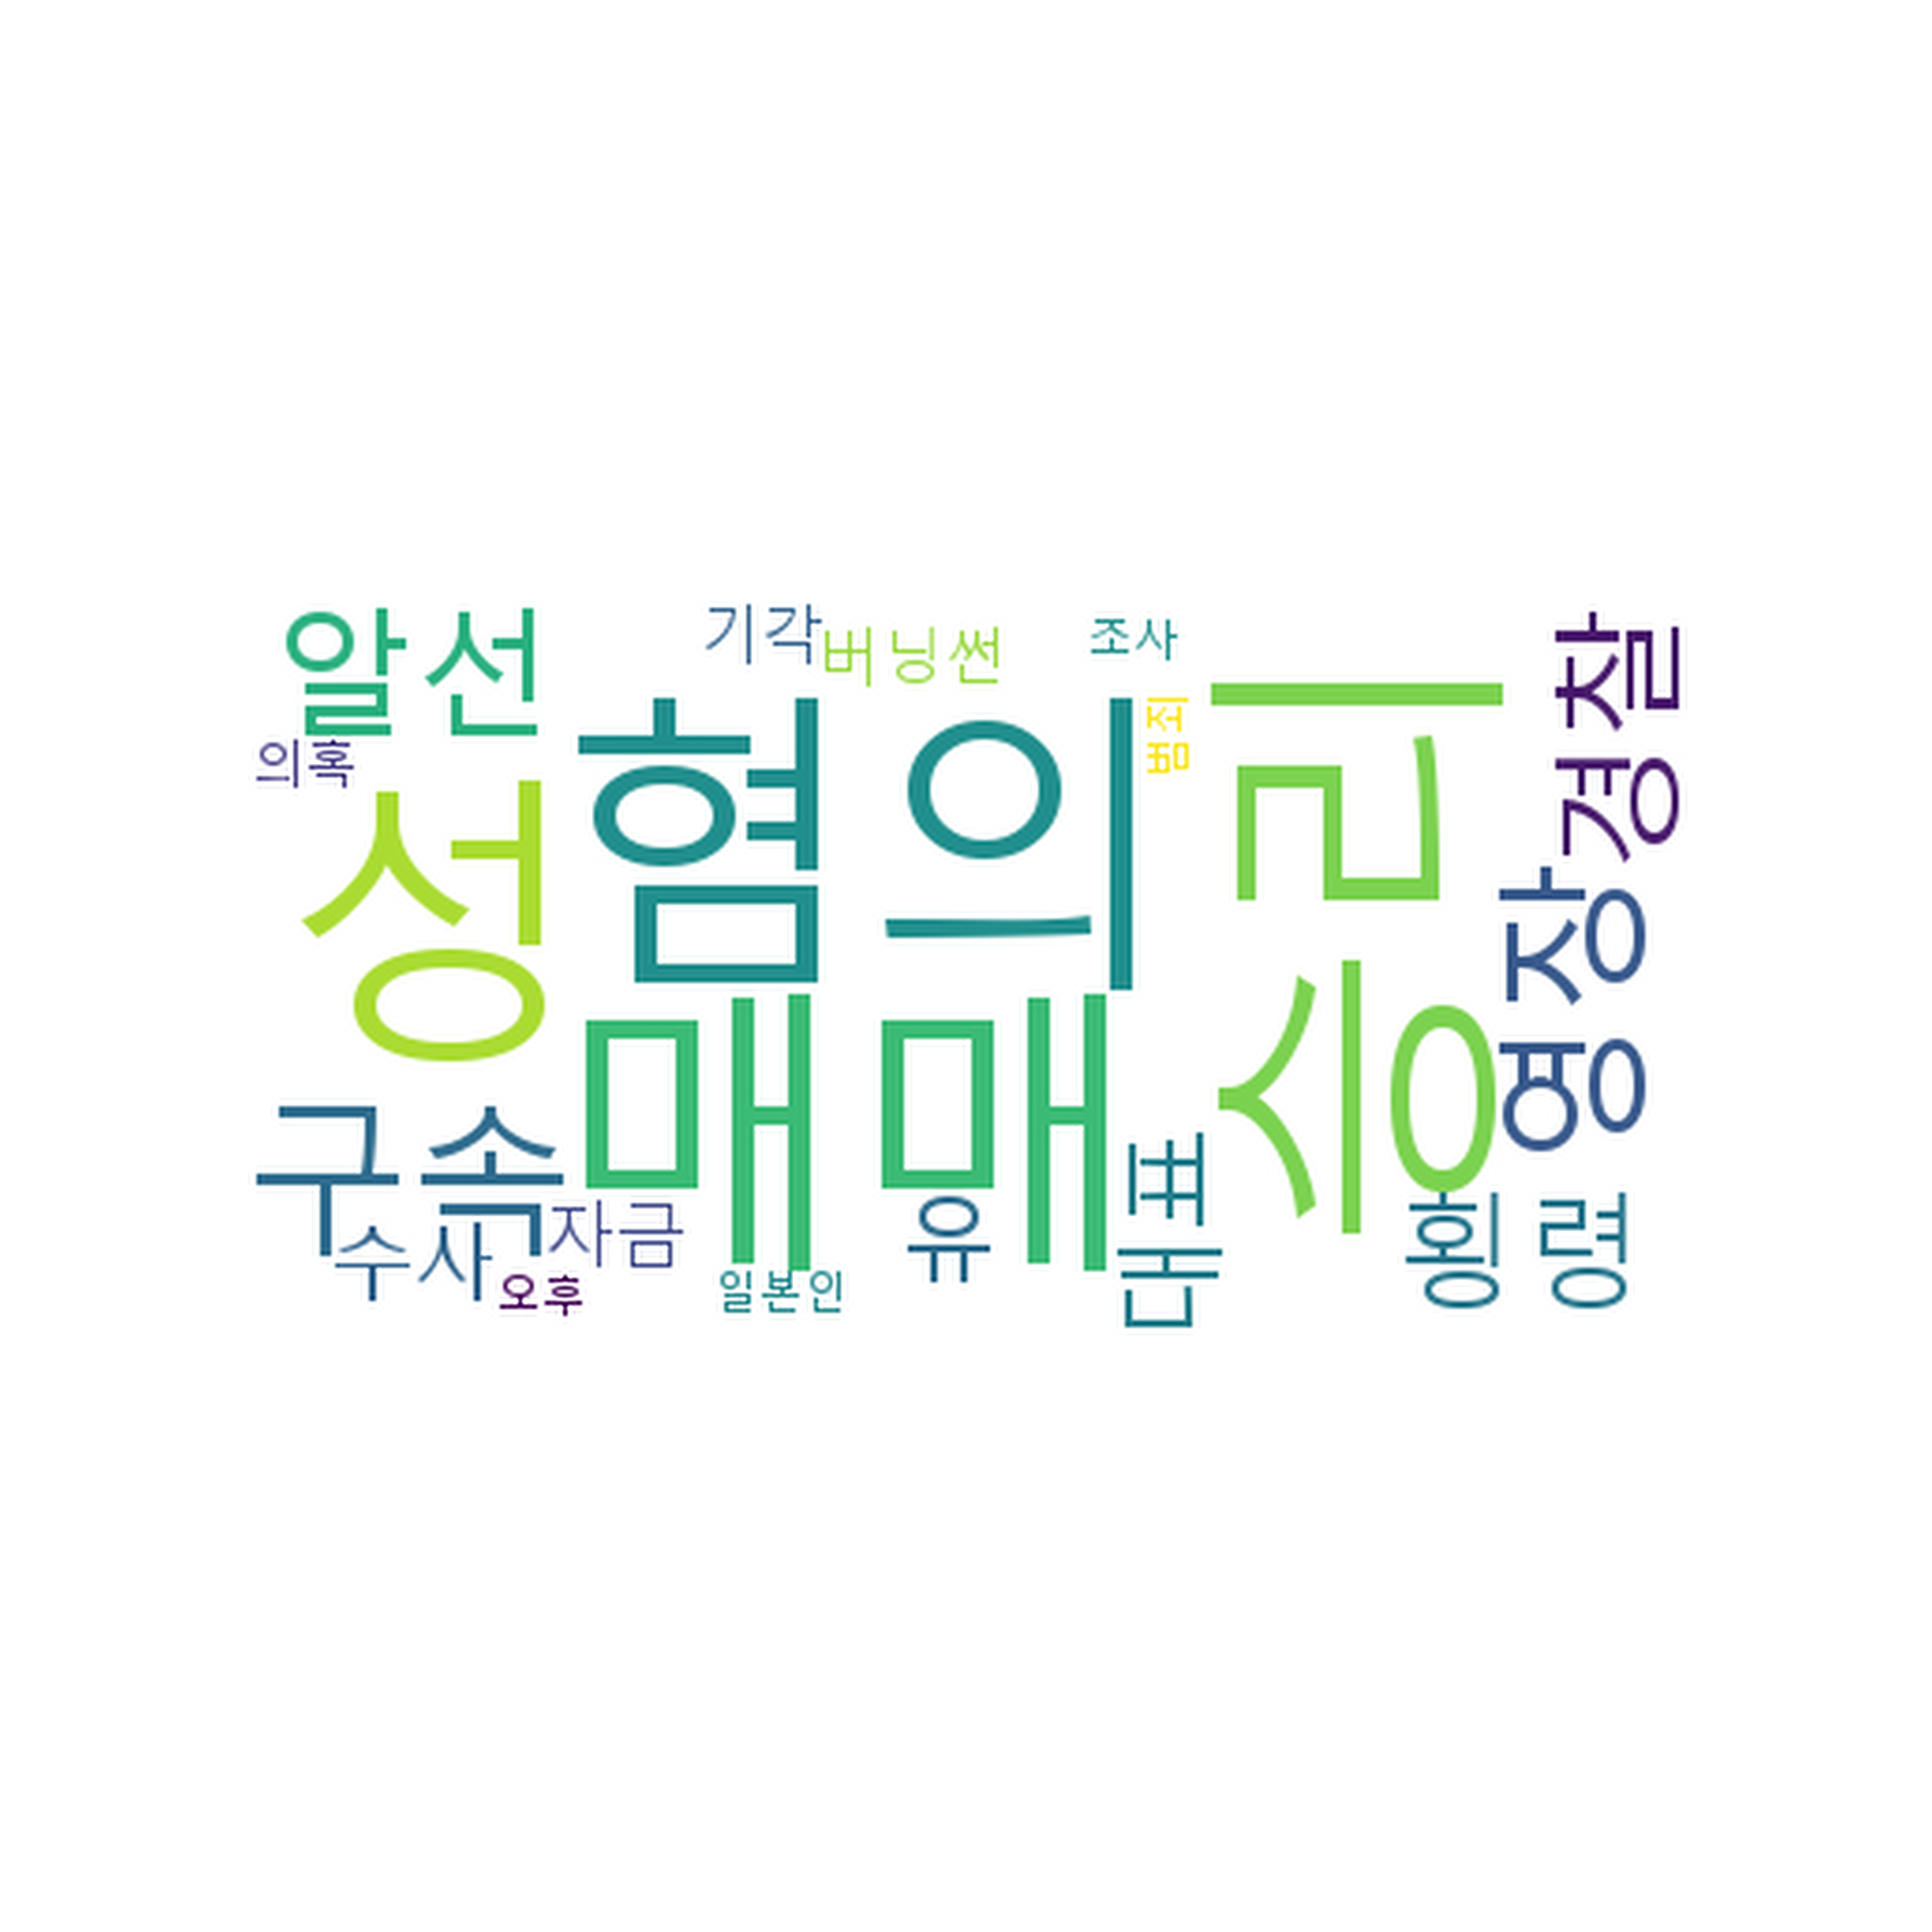 알선
기각
버닝썬
조사
경찰
의혹
혐의
범죄
승리
성
매매
영장
구속
수사
자금
오후
일본인
유
대표
횡령